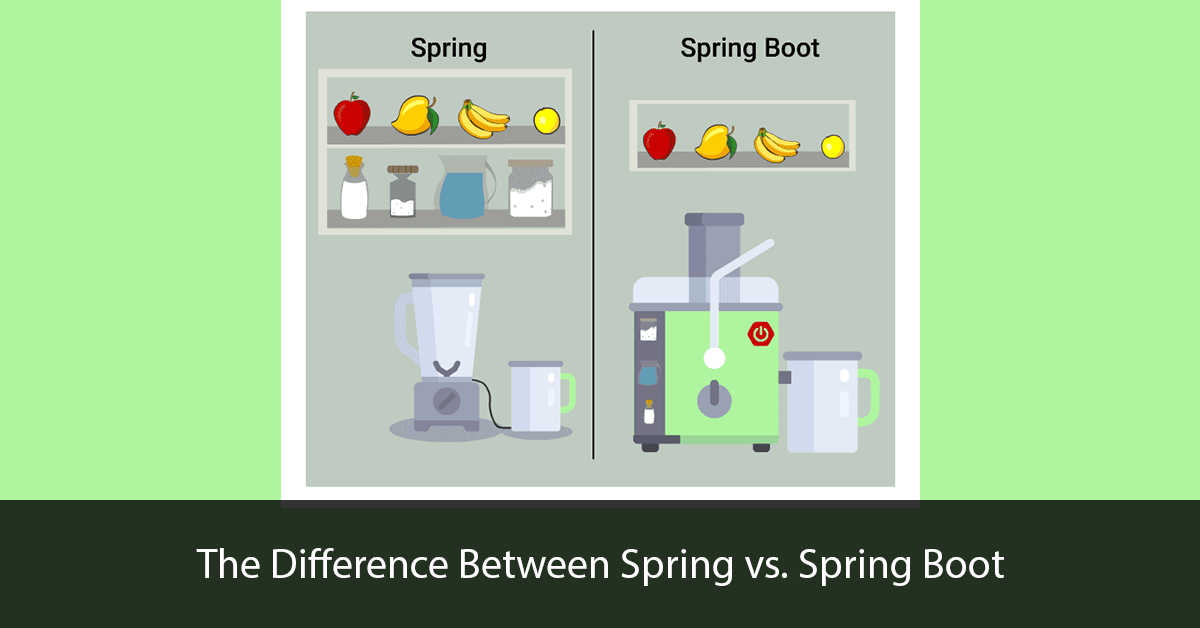 Spring
Spring Boot
The Difference Between Spring vs. Spring Boot